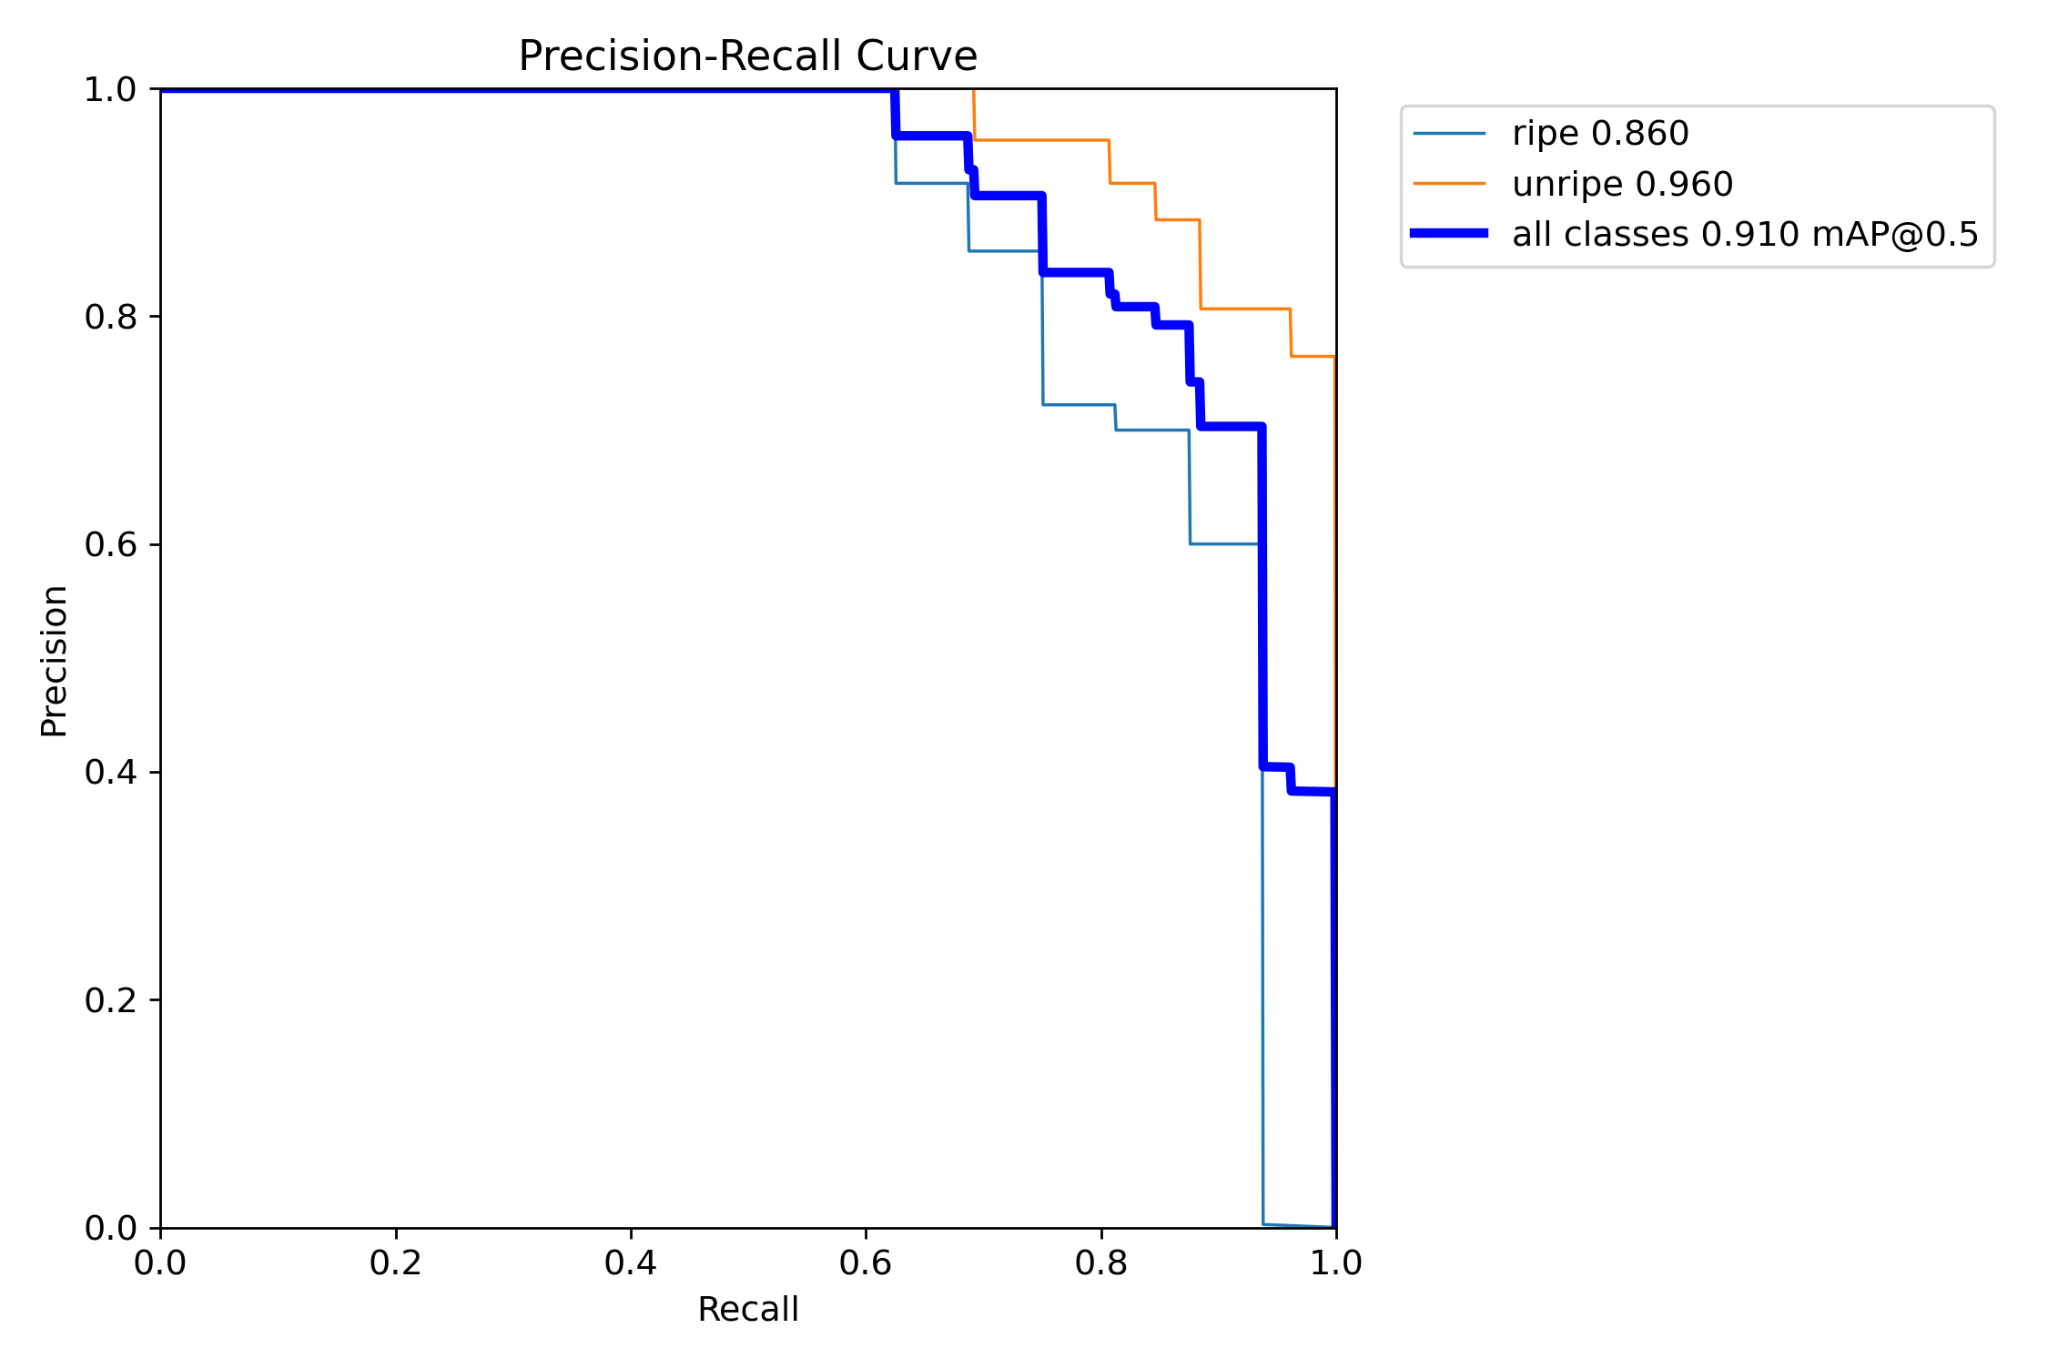 Precision-Recall Curve
1.0
0.8
0.6
0.4
0.2
0.0
Precision
0.0 0.2 0.4 0.6 0.8 1.0
Recall
ripe 0.860
unripe 0.960
all classes 0.910 mAP@0.5